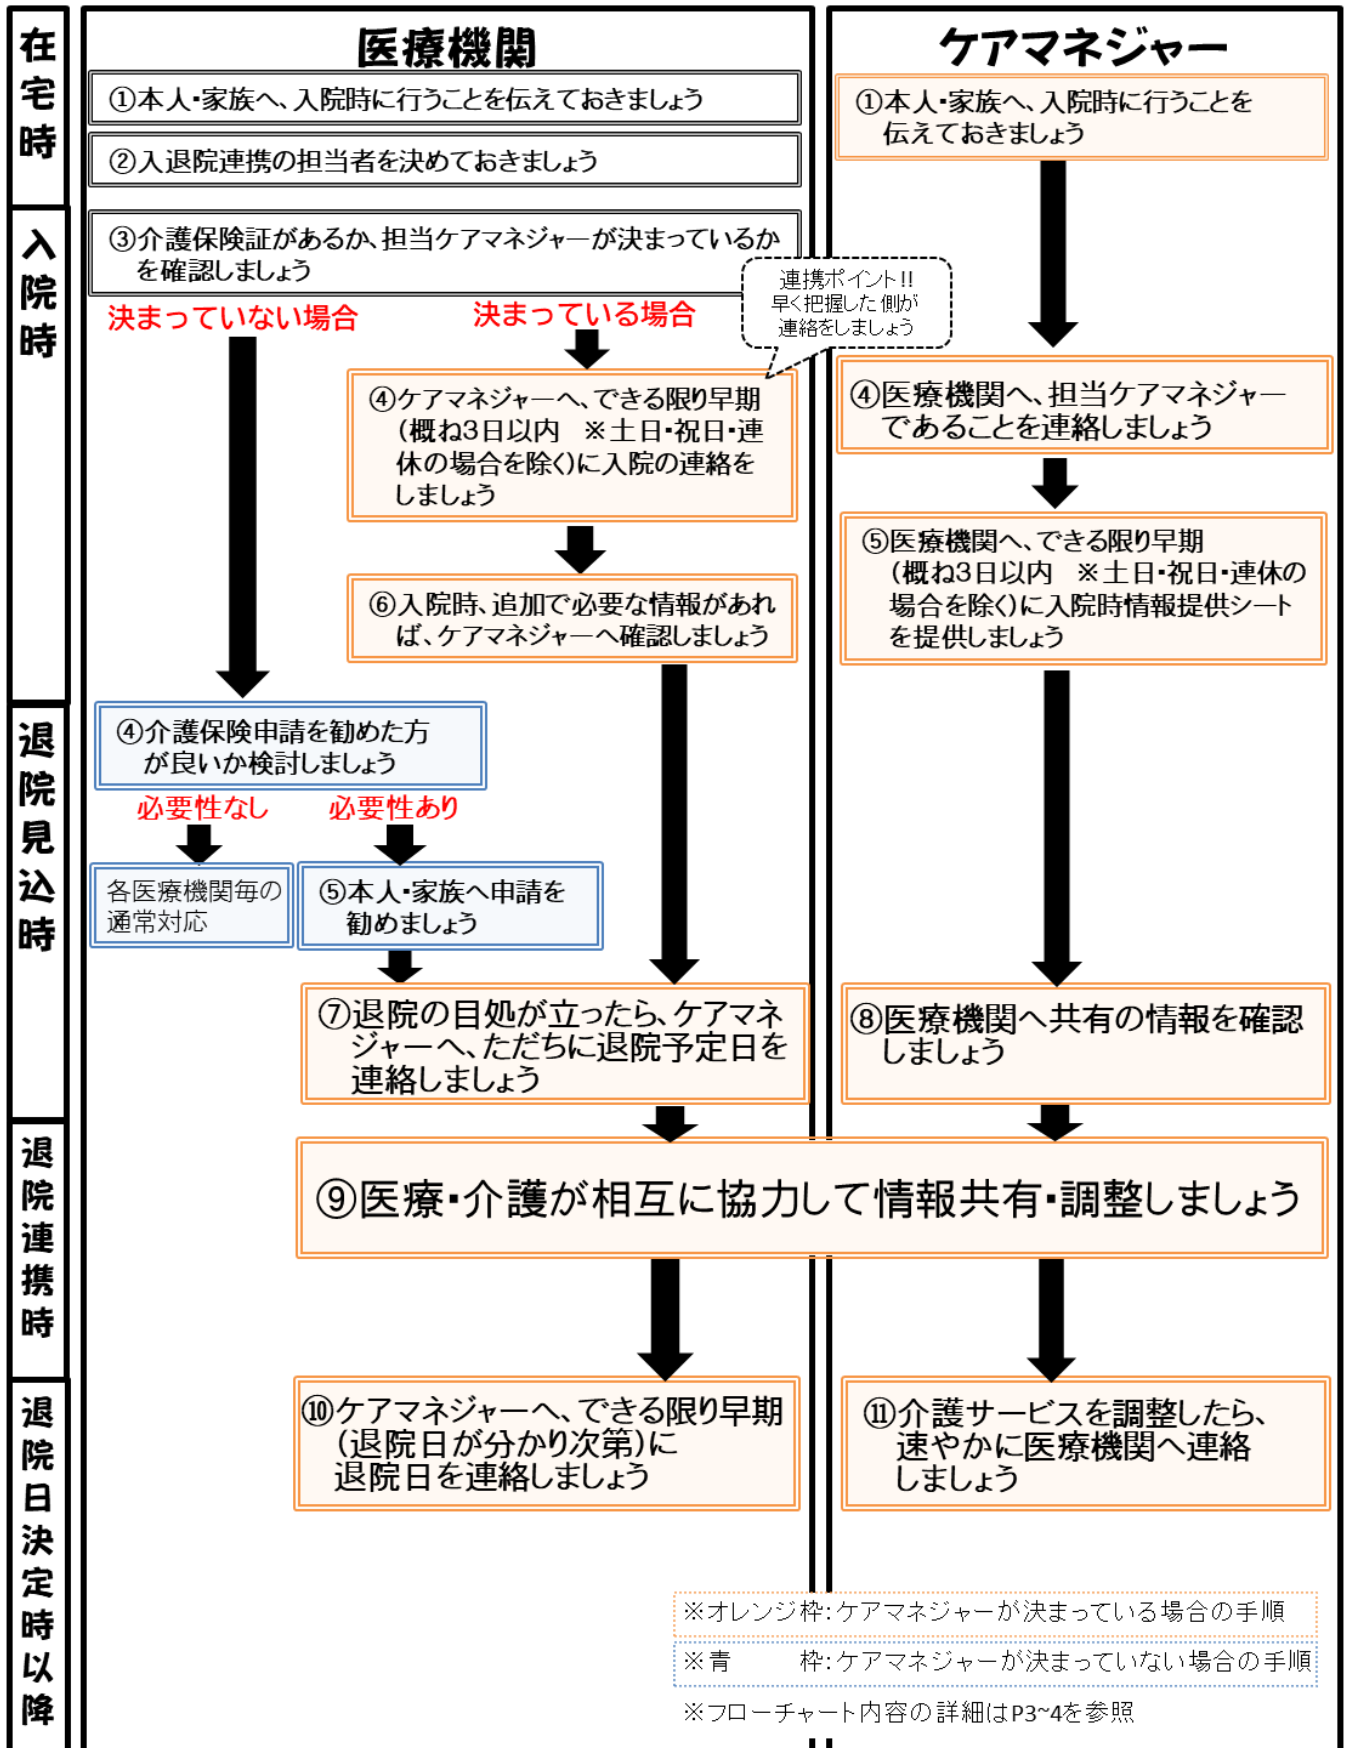 在宅時
医療機関
①本人・家族へ、入院時に行うことを伝えておきましょう
②入退院連携の担当者を決めておきましょう
ケアマネジャー
①本人・家族へ、入院時に行うことを
伝えておきましょう
入院時
③介護保険証があるか、担当ケアマネジャーが決まっているか
を確認しましょう
決まっていない場合
決まっている場合
連携ポイント!!
早く把握した側が
連絡をしましょう
④ケアマネジャーへ、できる限り早期
(概ね3日以内 ※土日・祝日・連
休の場合を除く)に入院の連絡を
しましょう
⑥入院時、追加で必要な情報があれ
ば、ケアマネジャーへ確認しましょう
④医療機関へ、担当ケアマネジャー
であることを連絡しましょう
⑤医療機関へ、できる限り早期
(概ね3日以内 ※土日・祝日・連休の
場合を除く)に入院時情報提供シート
を提供しましょう
退院見込時
④介護保険申請を勧めた方
が良いか検討しましょう
必要性なし
必要性あり
各医療機関毎の
通常対応
⑤本人・家族へ申請を
勧めましょう
⑦退院の目処が立ったら、ケアマネ
ジャーへ、ただちに退院予定日を
連絡しましょう
⑧医療機関へ共有の情報を確認
しましょう
退院連携時
⑨医療・介護が相互に協力して情報共有・調整しましょう
退院日決定時以降
⑩ケアマネジャーへ、できる限り早期
(退院日が分かり次第)に
退院日を連絡しましょう
⑪介護サービスを調整したら、
速やかに医療機関へ連絡
しましょう
※オレンジ枠:ケアマネジャーが決まっている場合の手順
※青 枠:ケアマネジャーが決まっていない場合の手順
※フローチャート内容の詳細はP3~4を参照